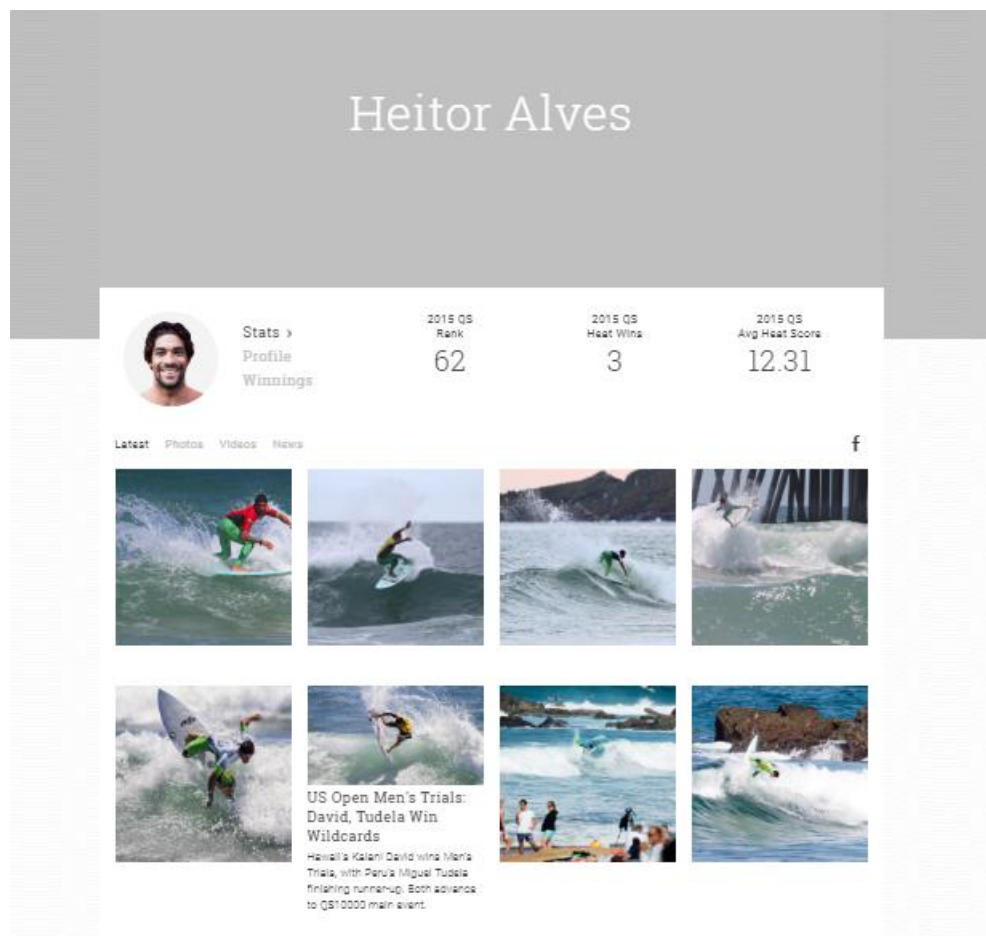 Heitor Alves
Stats ›
Profile
Winnings
2015 QS
Rank
62
2015 QS
Heat Wins
3
2015 QS
Avg Heat Score
12.31
Latest Photos Videos News
f
US Open Men's Trials:
David, Tudela Win
Wildcards
Hawaii's Kalani David wins Men's
Trials, with Peru's Miguel Tudela
finishing runner-up. Both advance
to QS10000 main event.